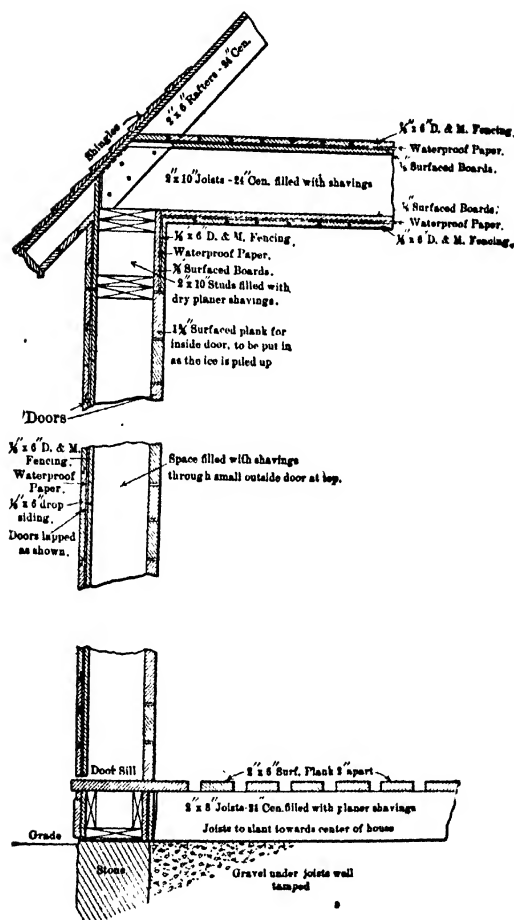 2" x 6" Rafters - 24" Cen.
Shingles
⅞" x 6" D. & M. Fencing.
Waterproof Paper.
Surfaced Boards.
2" x 10" Joists - 24" Cen. filled with shavings
Surfaced Boards.
Waterproof Paper.
⅞" x 6" D. & M. Fencing.
⅞" x 6" D. & M. Fencing.
Waterproof Paper.
⅞" Surfaced Boards.
2" x 10" Studs filled with
dry planer shavings.
Surfaced plank for
inside door, to be put in
as the ice is piled up
Doors
⅞" x 6" D. & M.
Fencing.
Waterproof
Paper.
⅞" x 6" drop
siding.
Doors lapped
as shown.
Space filled with shavings
through small outside door at top.
Door Sill
2" x 6" Surf. Plank 2" apart
2" x 8" Joists - 24" Cen. filled with planer shavings
Joists to slant towards center of house
Grade
Stone
Gravel under joists well
tamped